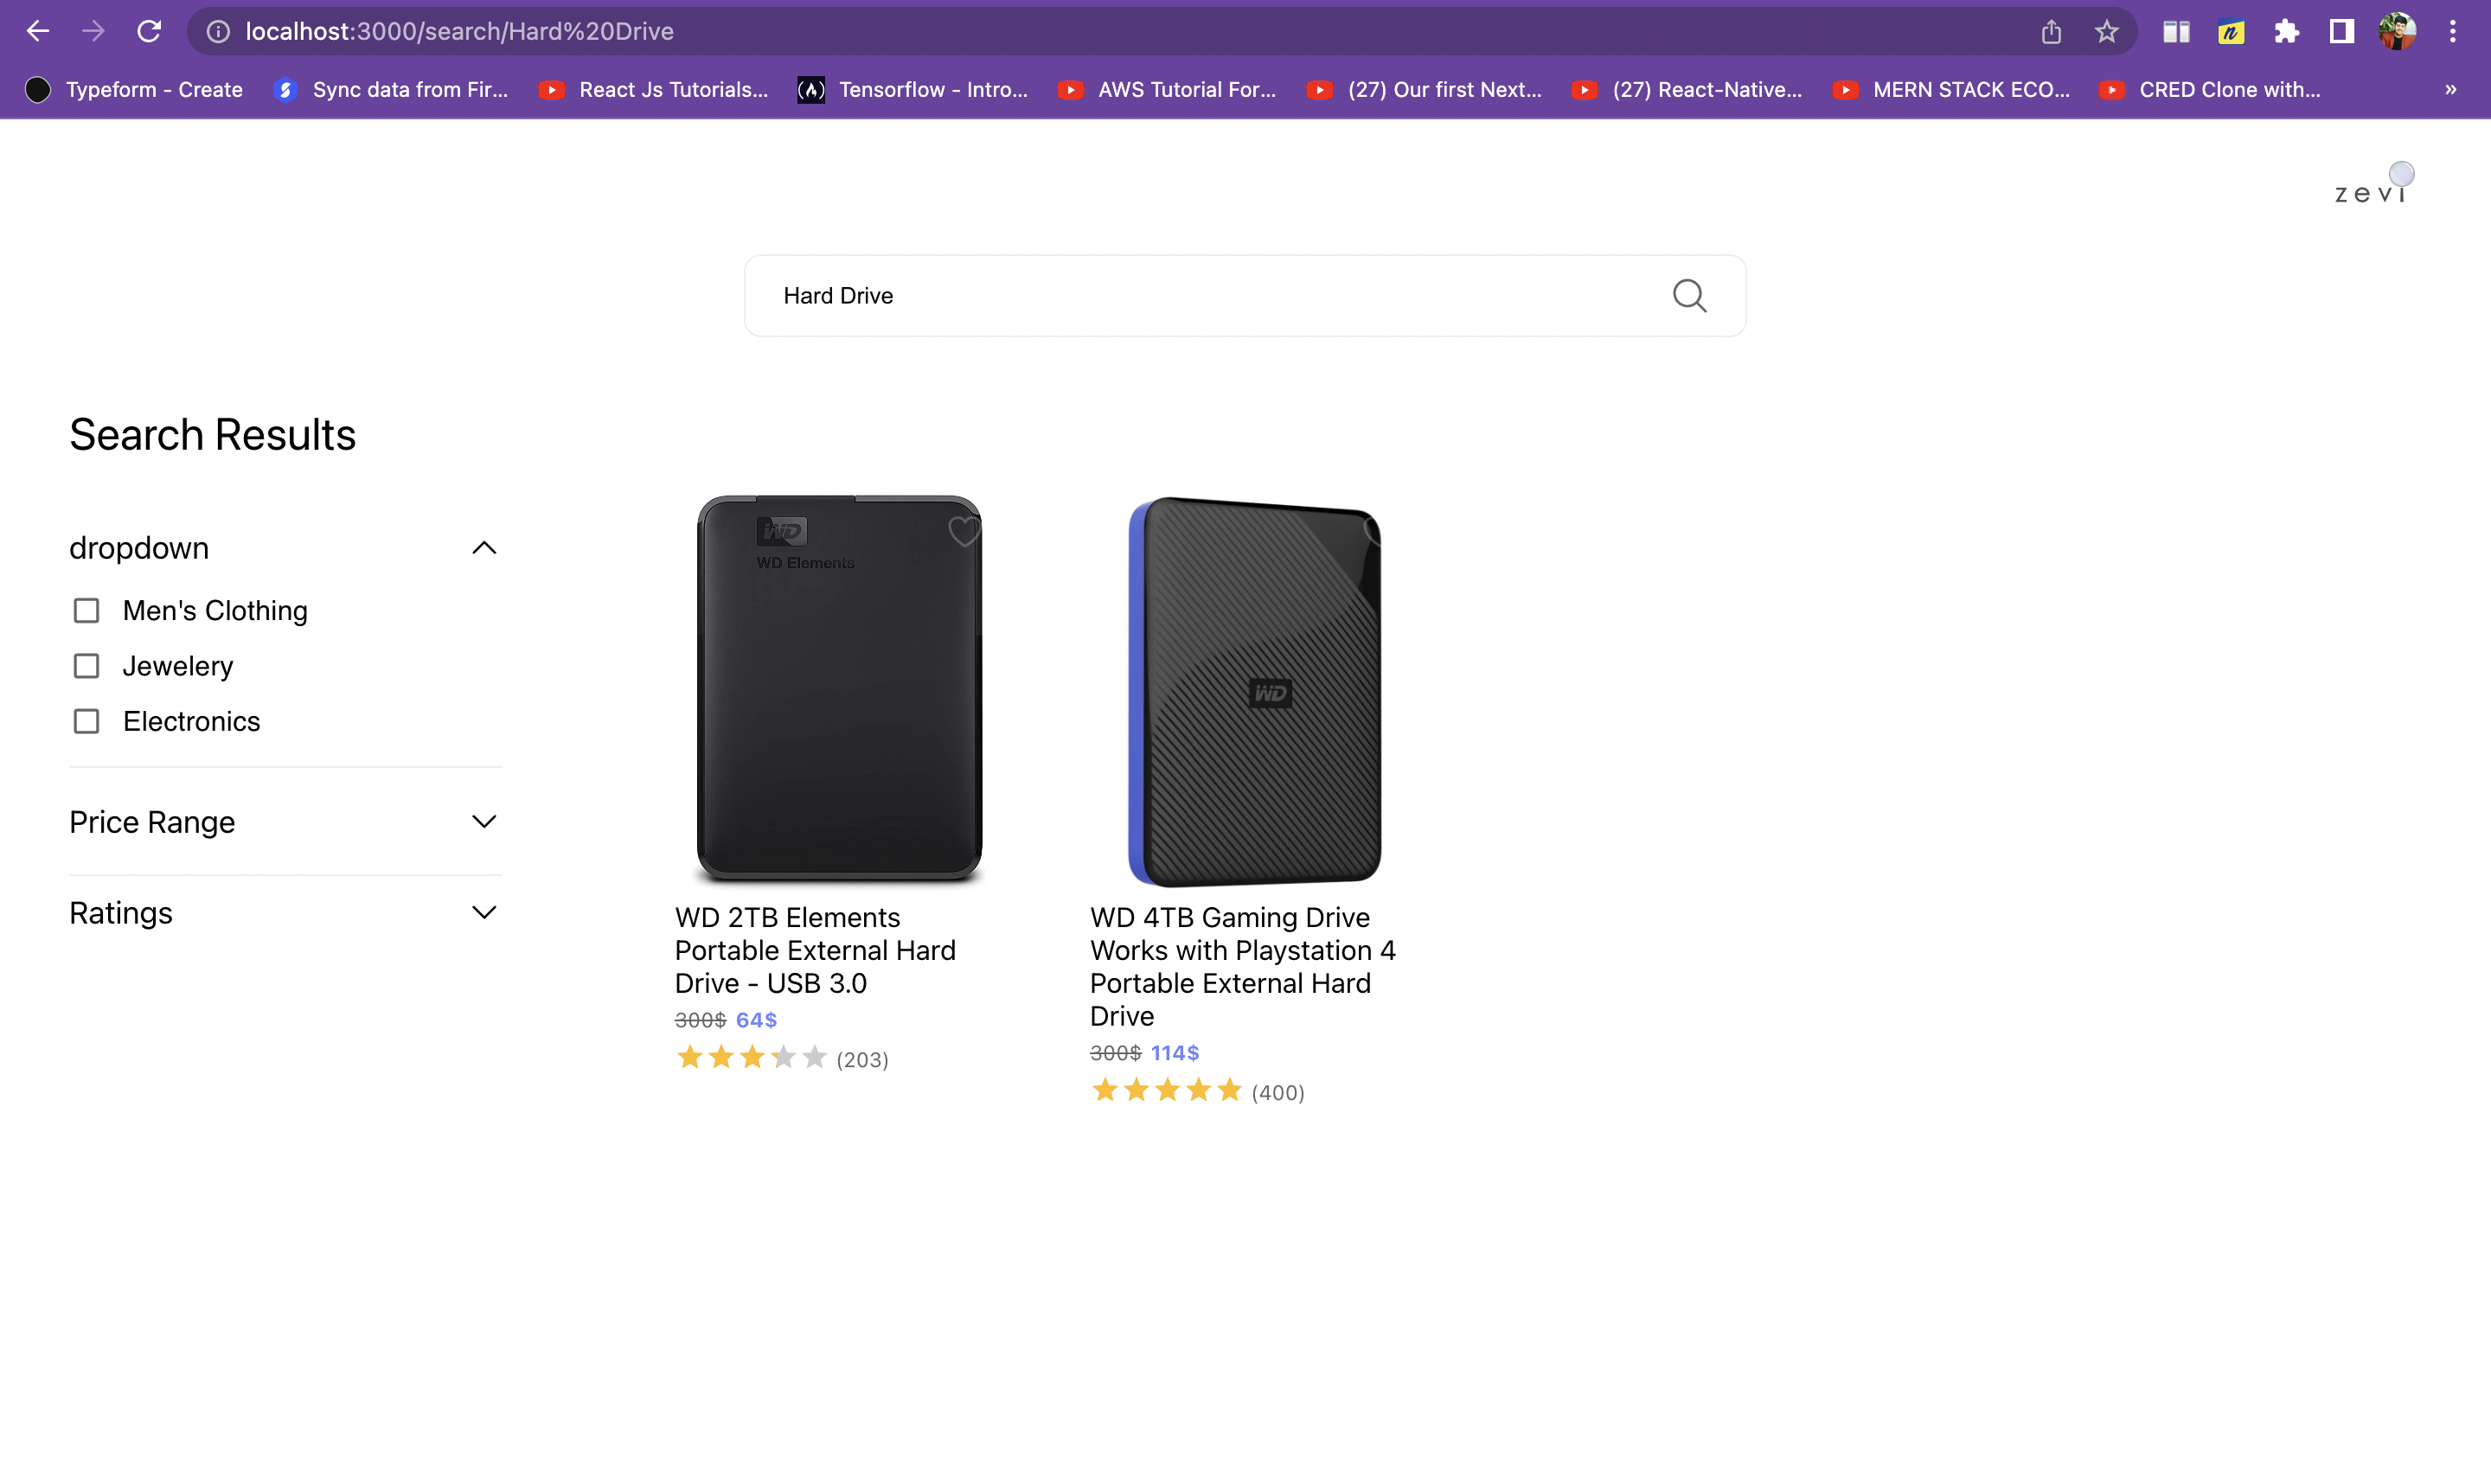 localhost:3000/search/Hard%20Drive
Typeform - Create
Sync data from Fir...
React Js Tutorials...
Tensorflow - Intro...
AWS Tutorial For...
(27) Our first Next...
(27) React-Native...
MERN STACK ECO...
CRED Clone with...
»
zevi
Hard Drive
Search Results
dropdown
Men's Clothing
Jewelery
Electronics
Price Range
Ratings
WD
WD Elements
WD 2TB Elements
Portable External Hard
Drive - USB 3.0
300$ 64$
(203)
WD
WD 4TB Gaming Drive
Works with Playstation 4
Portable External Hard
Drive
300$ 114$
(400)